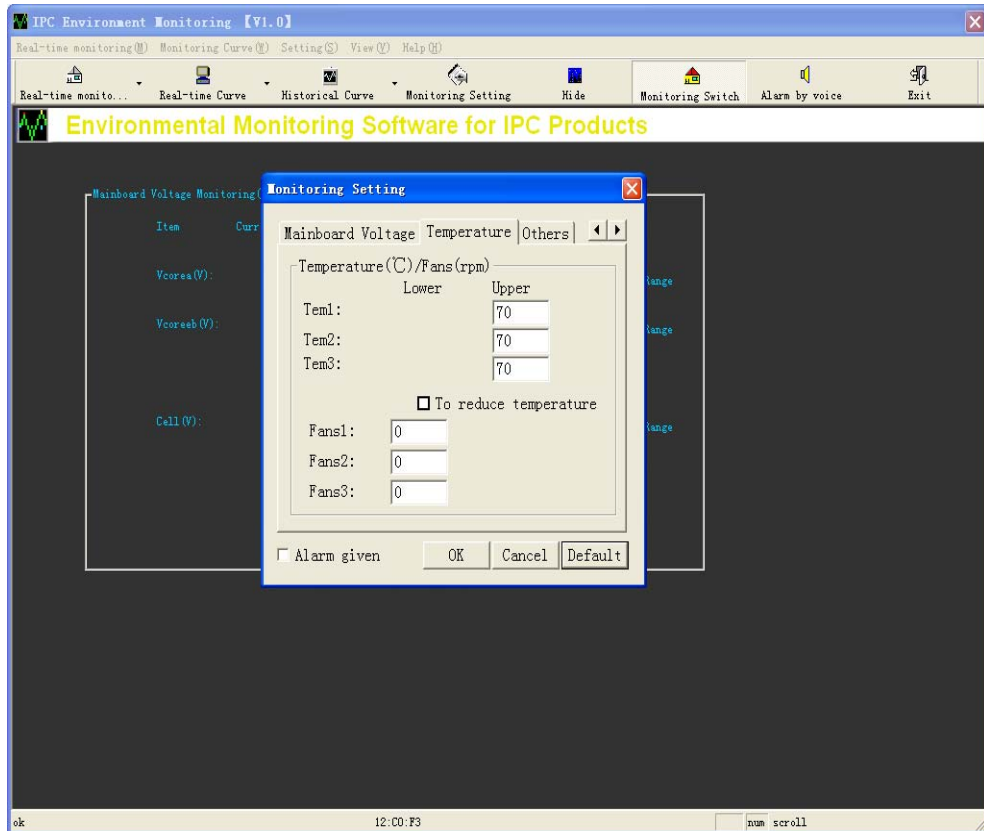 IPC Environment Monitoring 【V1.0】
Real-time monitoring(M) Monitoring Curve(W) Setting(S) View(V) Help(H)
Real-time monito... Real-time Curve Historical Curve Monitoring Setting Hide Monitoring Switch Alarm by voice Exit
Environmental Monitoring Software for IPC Products
Mainboard Voltage Monitoring(
Item Curr
Vcorea(V): Range
Vcoreeb(V): Range
Cell(V): Range
Monitoring Setting
Mainboard Voltage Temperature Others
Temperature(℃)/Fans(rpm)
Lower Upper
Tem1: 70
Tem2: 70
Tem3: 70
To reduce temperature
Fans1: 0
Fans2: 0
Fans3: 0
Alarm given OK Cancel Default
ok 12:C0:F3 num scroll